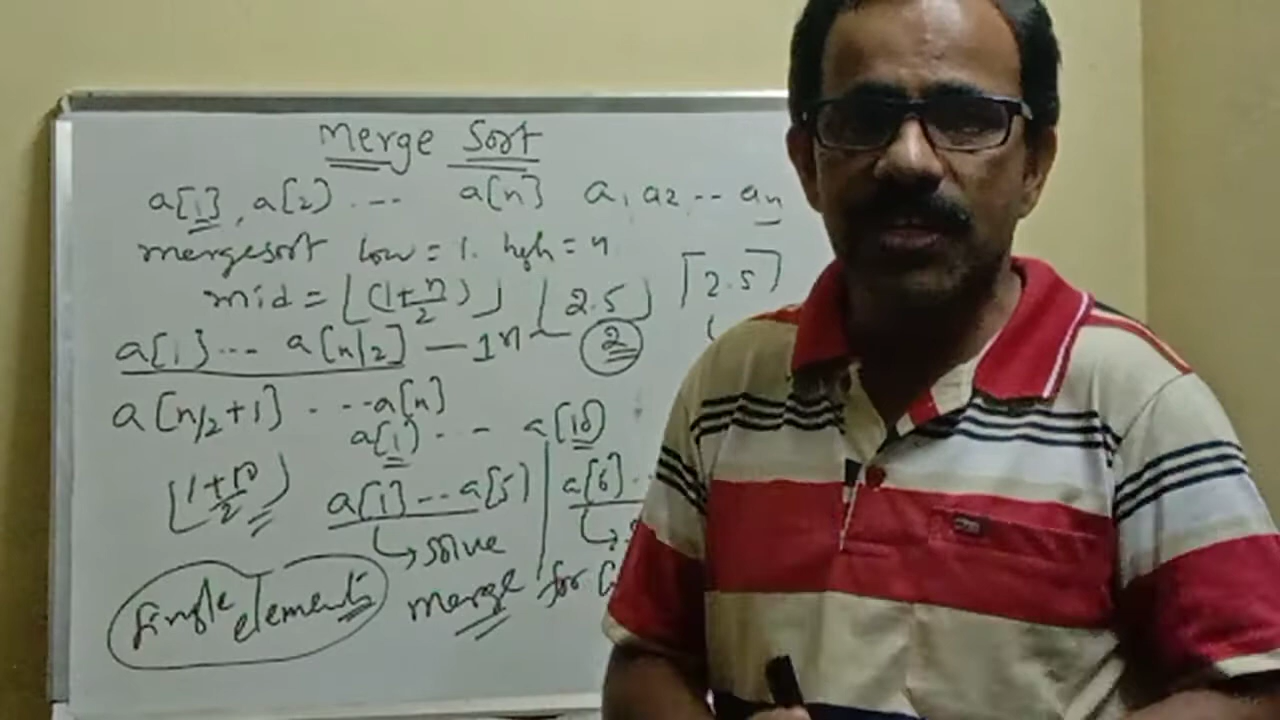 Merge Sort
a[1], a[2] ... a[n] a1 a2 -- an
mergesort low = 1. high = n
mid = ⌊(1+n)/2⌋ ⌊2.5⌋ ⌈2.5⌉
a[1] ... a[n/2] — 2
a[n/2+1] . --a[n]
a[1] - -- a[10]
⌊1+10/2⌋ a[1]...a[5] a[6] .
↳ solve ↳
Single elements merge for